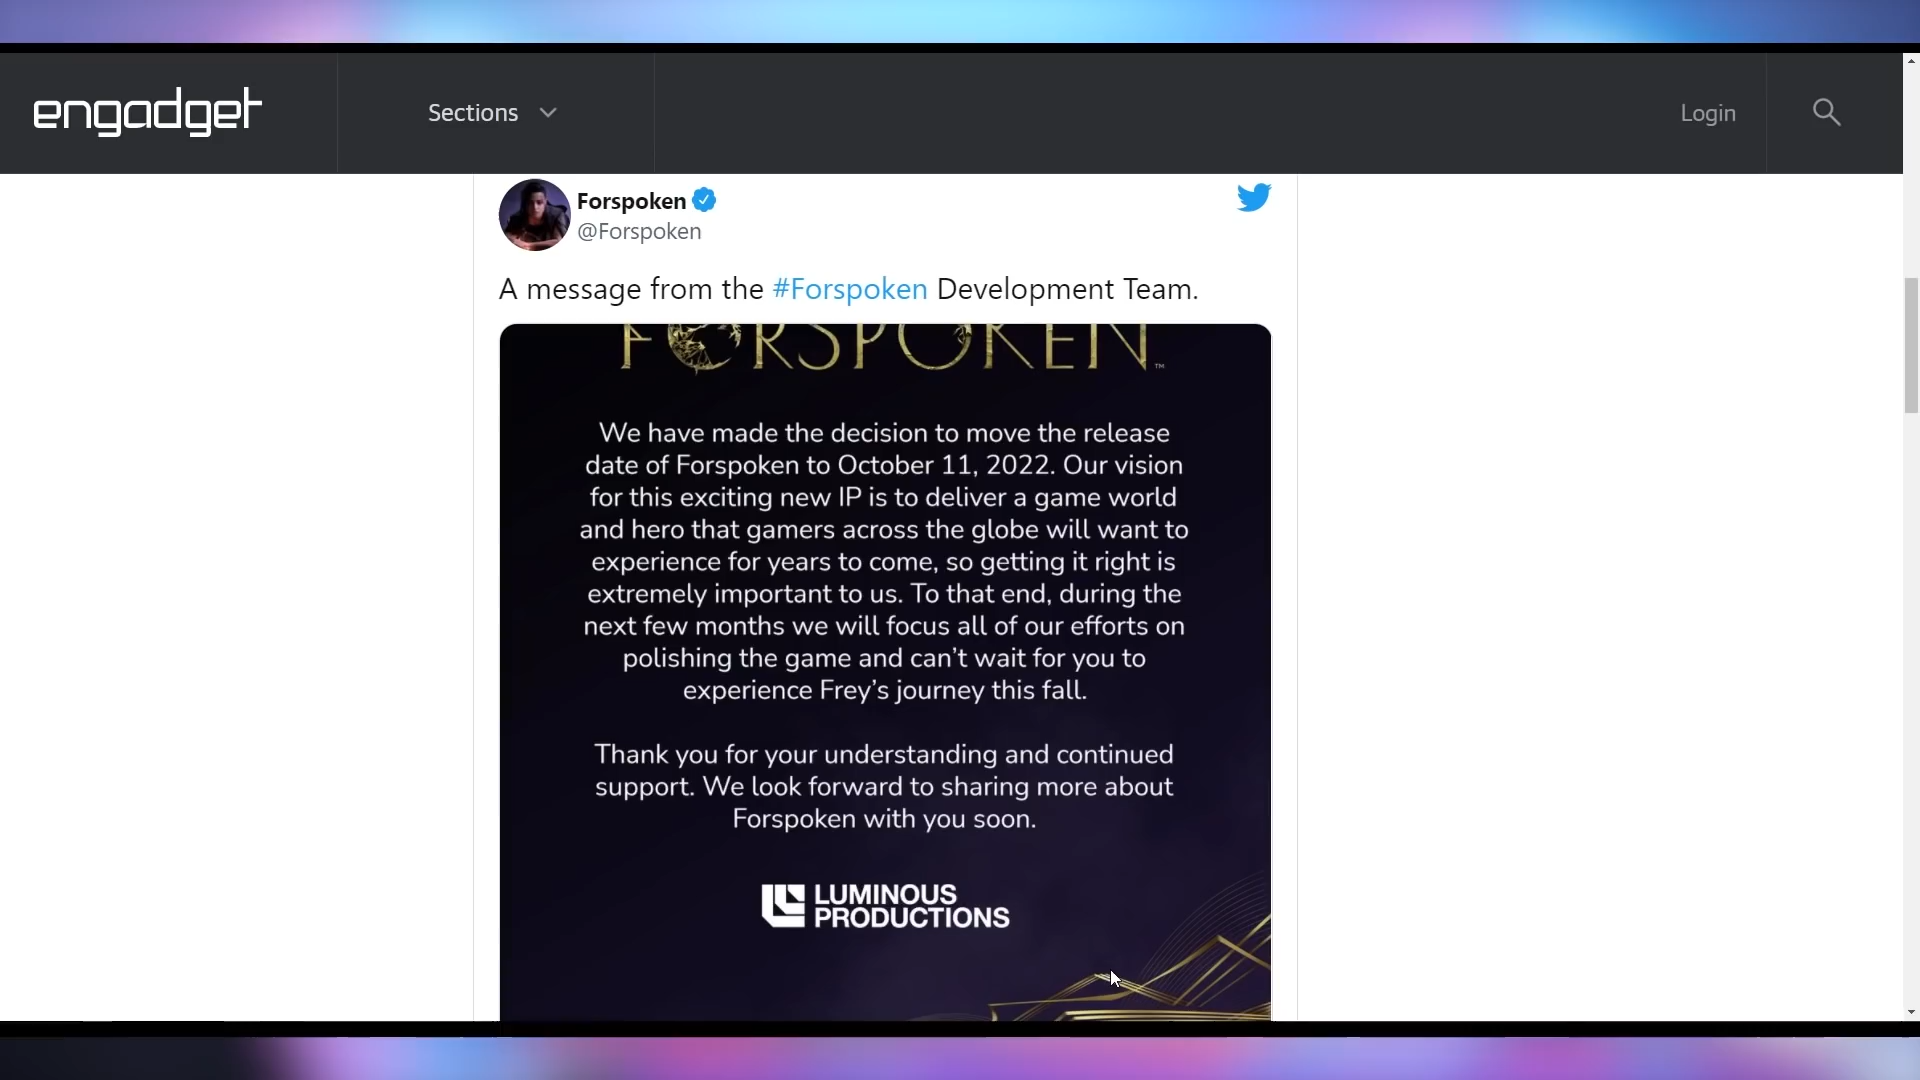 engadget
Sections
Login
Forspoken
@Forspoken
A message from the #Forspoken Development Team.
FORSPOKEN™
We have made the decision to move the release
date of Forspoken to October 11, 2022. Our vision
for this exciting new IP is to deliver a game world
and hero that gamers across the globe will want to
experience for years to come, so getting it right is
extremely important to us. To that end, during the
next few months we will focus all of our efforts on
polishing the game and can’t wait for you to
experience Frey’s journey this fall.
Thank you for your understanding and continued
support. We look forward to sharing more about
Forspoken with you soon.
LUMINOUS
PRODUCTIONS